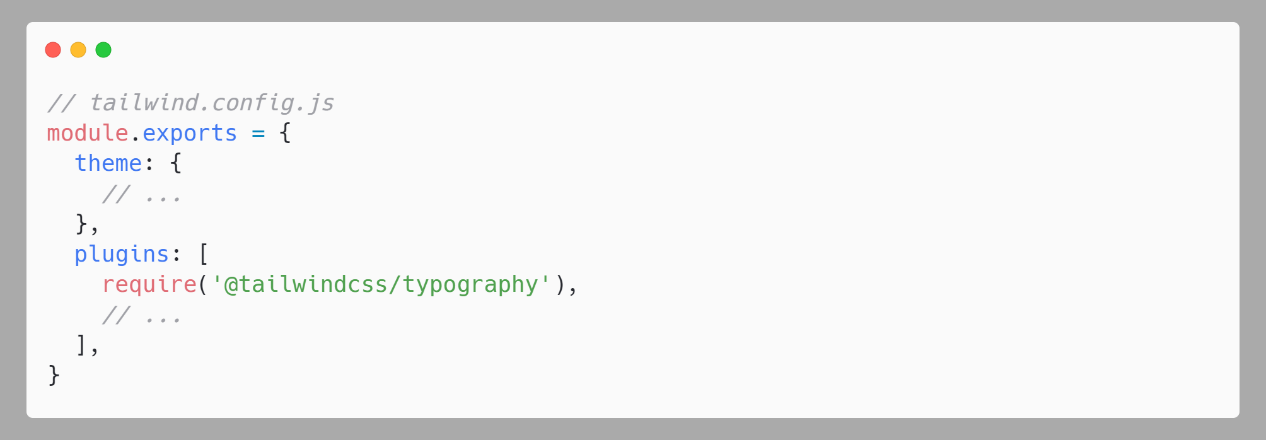 // tailwind.config.js
module.exports = {
  theme: {
    // ...
  },
  plugins: [
    require('@tailwindcss/typography'),
    // ...
  ],
}